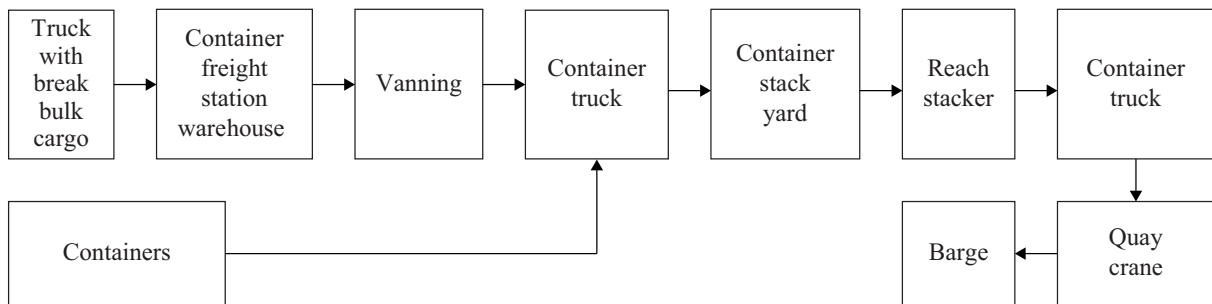 Truck
with
break
bulk
cargo
Container
freight
station
warehouse
Vanning
Container
truck
Container
stack
yard
Reach
stacker
Container
truck
Containers
Barge
Quay
crane